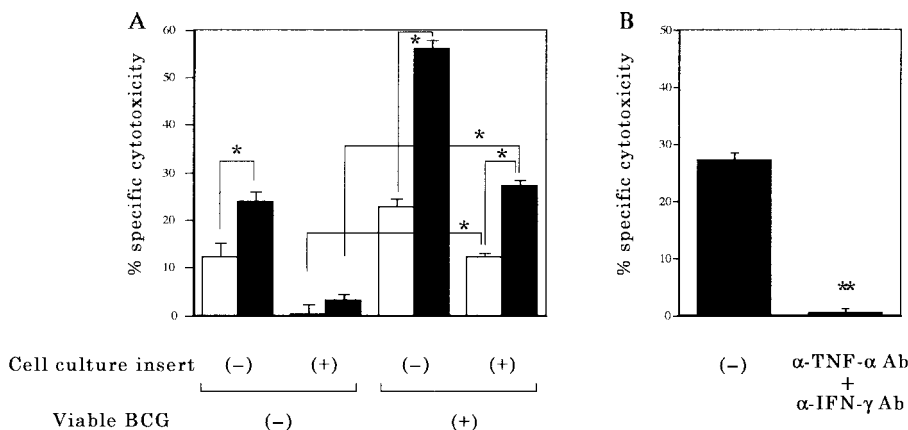 A
B
% specific cytotoxicity
60
50
40
30
20
10
0
*
*
*
*
*
% specific cytotoxicity
50
40
30
20
10
0
**
Cell culture insert (−) (+) (−) (+)
Viable BCG (−) (+)
(−)
α-TNF-α Ab
+
α-IFN-γ Ab